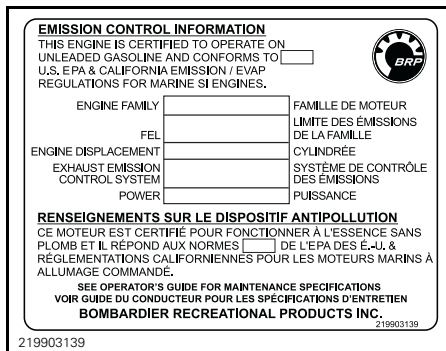 EMISSION CONTROL INFORMATION
THIS ENGINE IS CERTIFIED TO OPERATE ON
UNLEADED GASOLINE AND CONFORMS TO
U.S. EPA & CALIFORNIA EMISSION / EVAP
REGULATIONS FOR MARINE SI ENGINES.
BRP
ENGINE FAMILY FAMILLE DE MOTEUR
FEL LIMITE DES ÉMISSIONS
DE LA FAMILLE
ENGINE DISPLACEMENT CYLINDRÉE
EXHAUST EMISSION SYSTÈME DE CONTRÔLE
CONTROL SYSTEM DES ÉMISSIONS
POWER PUISSANCE
RENSEIGNEMENTS SUR LE DISPOSITIF ANTIPOLLUTION
CE MOTEUR EST CERTIFIÉ POUR FONCTIONNER À L'ESSENCE SANS
PLOMB ET IL RÉPOND AUX NORMES DE L'EPA DES É.-U. &
RÉGLEMENTATIONS CALIFORNIENNES POUR LES MOTEURS MARINS À
ALLUMAGE COMMANDÉ.
SEE OPERATOR'S GUIDE FOR MAINTENANCE SPECIFICATIONS
VOIR GUIDE DU CONDUCTEUR POUR LES SPÉCIFICATIONS D'ENTRETIEN
BOMBARDIER RECREATIONAL PRODUCTS INC.
219903139
219903139